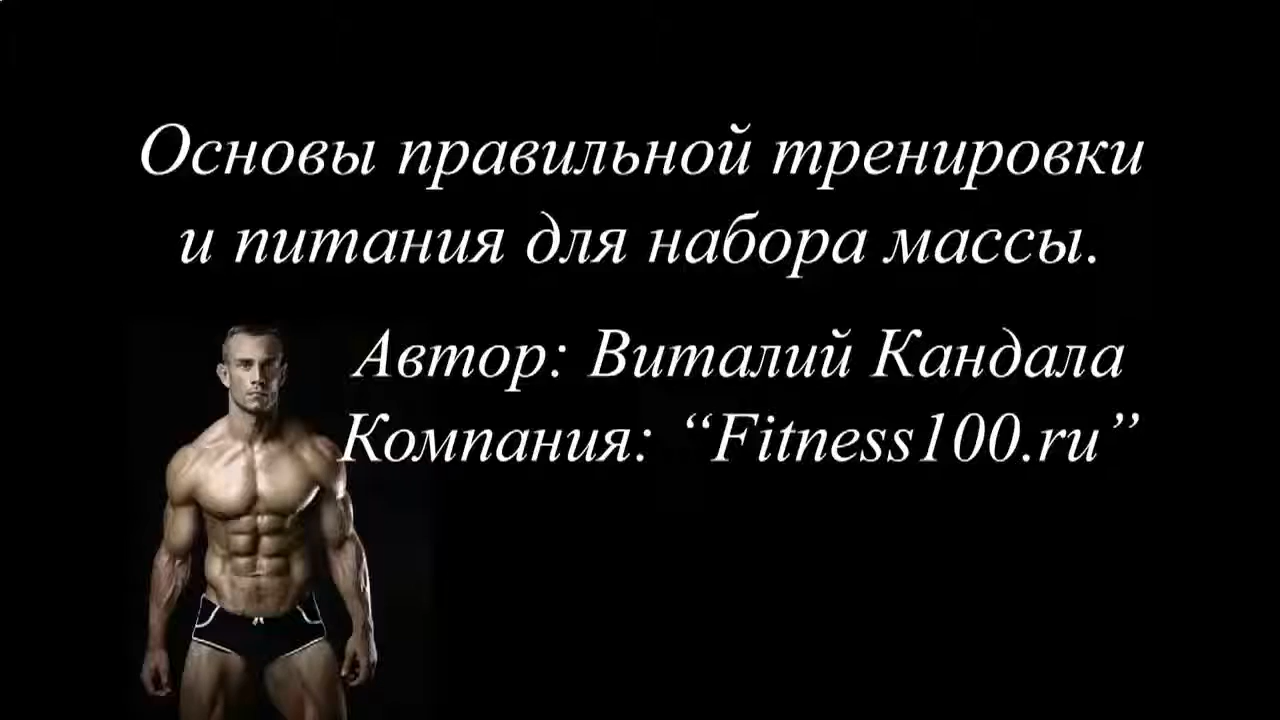 Основы правильной тренировки
и питания для набора массы.
Автор: Виталий Кандала
Компания: “Fitness100.ru”